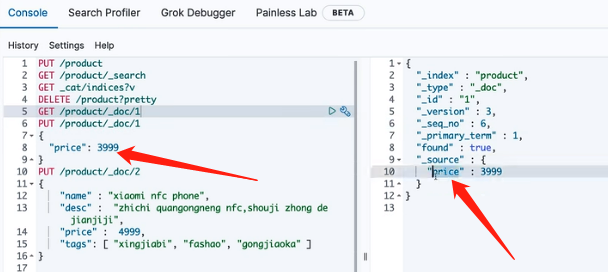 Console Search Profiler Grok Debugger Painless Lab BETA
History Settings Help
1 PUT /product
2 GET /product/_search
3 GET _cat/indices?v
4 DELETE /product?pretty
5 GET /product/_doc/1
6 PUT /product/_doc/1
7 {
8 "price": 3999
9 }
10 PUT /product/_doc/2
11 {
12 "name" : "xiaomi nfc phone",
13 "desc" : "zhichi quangongneng nfc,shouji zhong de
jianjiji",
14 "price" : 4999,
15 "tags": [ "xingjiabi", "fashao", "gongjiaoka" ]
16 }
1 {
2 "_index" : "product",
3 "_type" : "_doc",
4 "_id" : "1",
5 "_version" : 3,
6 "_seq_no" : 6,
7 "_primary_term" : 1,
8 "found" : true,
9 "_source" : {
10 "price" : 3999
11 }
12 }
13